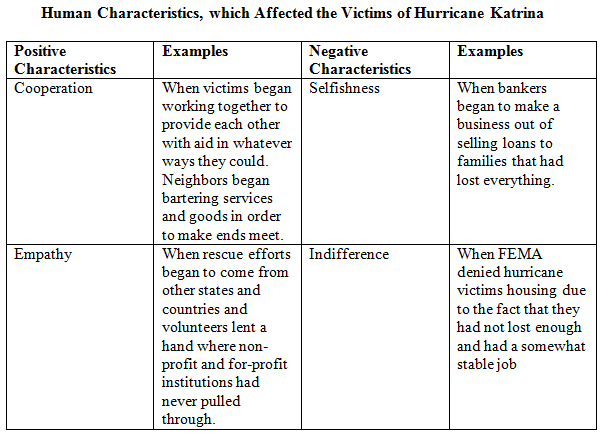 Human Characteristics, which Affected the Victims of Hurricane Katrina
Positive
Characteristics
Examples
Negative
Characteristics
Examples
Cooperation
When victims began
working together to
provide each other
with aid in whatever
ways they could.
Neighbors began
bartering services
and goods in order
to make ends meet.
Selfishness
When bankers
began to make a
business out of
selling loans to
families that had
lost everything.
Empathy
When rescue efforts
began to come from
other states and
countries and
volunteers lent a
hand where non-
profit and for-profit
institutions had
never pulled
through.
Indifference
When FEMA
denied hurricane
victims housing due
to the fact that they
had not lost enough
and had a somewhat
stable job